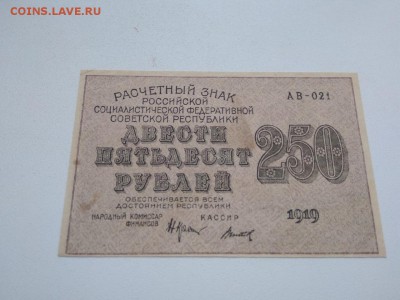 COINS.ЛАVE.RU
РАСЧЕТНЫЙ ЗНАК
РОССИЙСКОЙ
СОЦИАЛИСТИЧЕСКОЙ ФЕДЕРАТИВНОЙ
СОВЕТСКОЙ РЕСПУБЛИКИ
АВ-021
ДВЕСТИ
ПЯТЬДЕСЯТ
РУБЛЕЙ
250
ОБЕСПЕЧИВАЕТСЯ ВСЕМ
ДОСТОЯНИЕМ РЕСПУБЛИКИ
НАРОДНЫЙ КОМИССАР
ФИНАНСОВ
КАССИР
1919